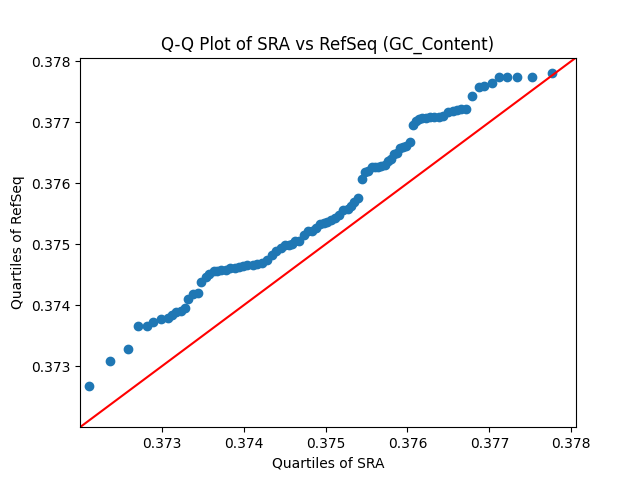 Q-Q Plot of SRA vs RefSeq (GC_Content)
0.378
0.377
0.376
0.375
0.374
0.373
Quartiles of RefSeq
0.373 0.374 0.375 0.376 0.377 0.378
Quartiles of SRA